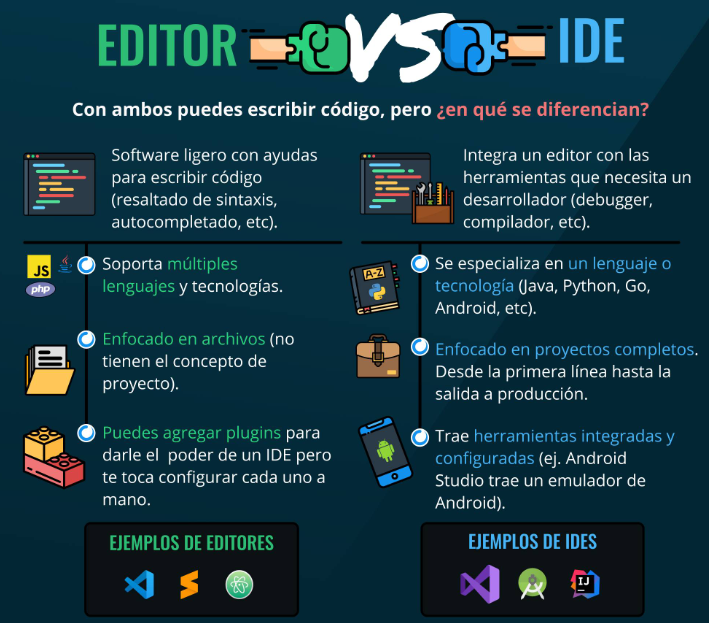 EDITOR VS IDE
Con ambos puedes escribir código, pero ¿en qué se diferencian?
Software ligero con ayudas
para escribir código
(resaltado de sintaxis,
autocompletado, etc).
JS
php
Soporta múltiples
lenguajes y tecnologías.
Enfocado en archivos (no
tienen el concepto de
proyecto).
Puedes agregar plugins para
darle el poder de un IDE pero
te toca configurar cada uno a
mano.
EJEMPLOS DE EDITORES
Integra un editor con las
herramientas que necesita un
desarrollador (debugger,
compilador, etc).
A-Z
Se especializa en un lenguaje o
tecnología (Java, Python, Go,
Android, etc).
Enfocado en proyectos completos.
Desde la primera línea hasta la
salida a producción.
Trae herramientas integradas y
configuradas (ej. Android
Studio trae un emulador de
Android).
EJEMPLOS DE IDES
IJ